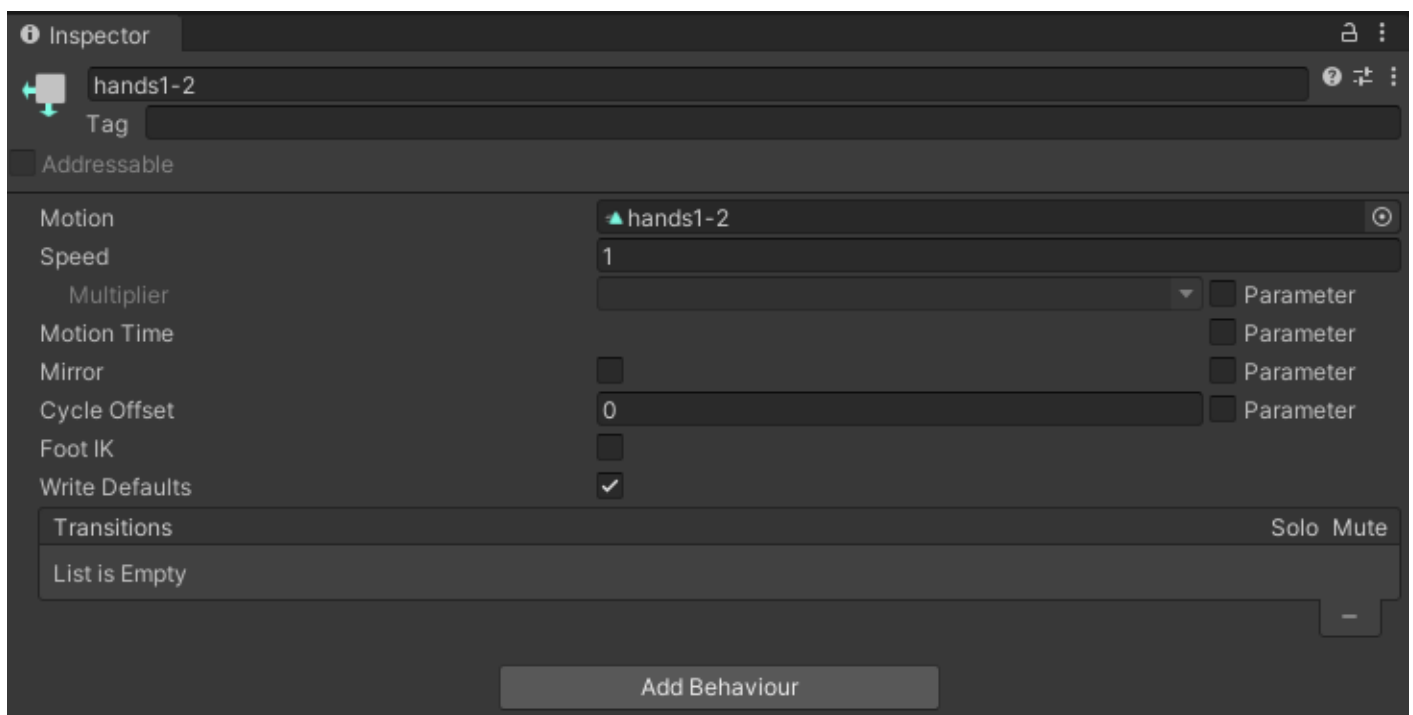 Inspector
hands1-2
Tag
Addressable
Motion hands1-2
Speed 1
Multiplier Parameter
Motion Time Parameter
Mirror Parameter
Cycle Offset 0 Parameter
Foot IK
Write Defaults
Transitions Solo Mute
List is Empty
Add Behaviour